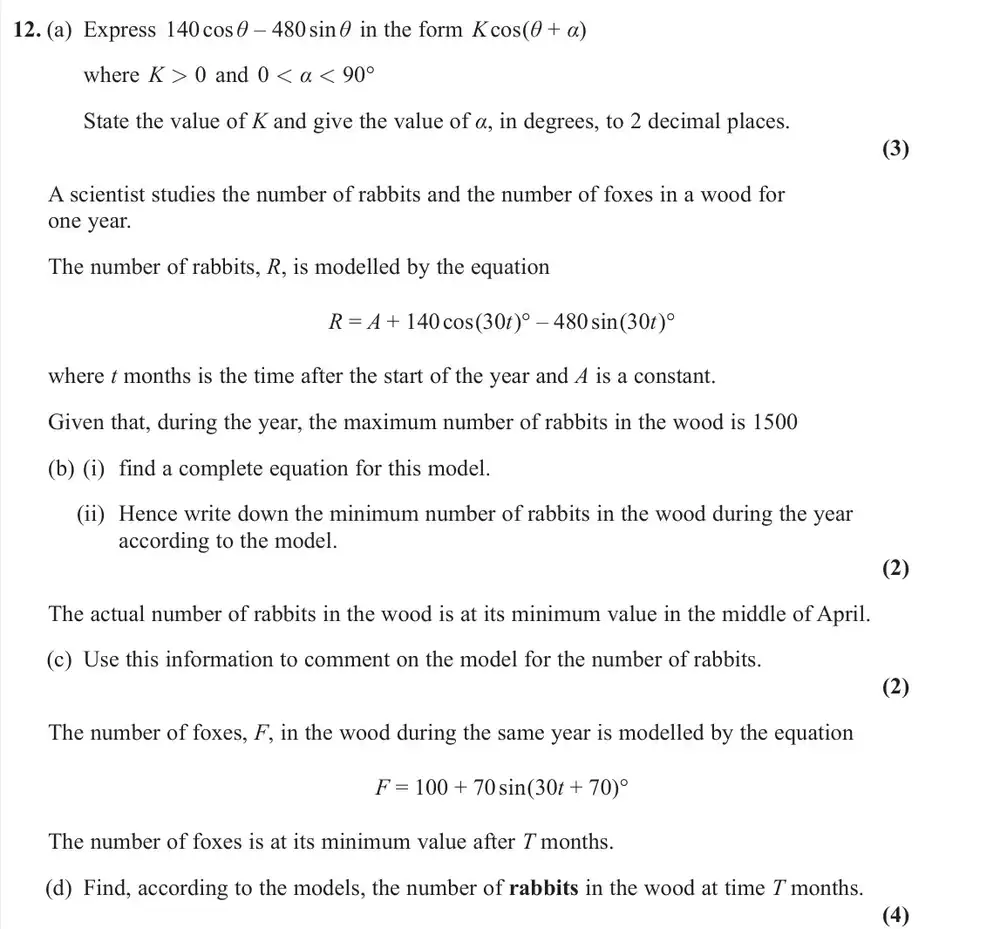 12. (a) Express 140 cos θ – 480 sin θ in the form K cos(θ + α)
where K > 0 and 0 < α < 90°
State the value of K and give the value of α, in degrees, to 2 decimal places.
(3)
A scientist studies the number of rabbits and the number of foxes in a wood for
one year.
The number of rabbits, R, is modelled by the equation
R = A + 140 cos(30t)° – 480 sin(30t)°
where t months is the time after the start of the year and A is a constant.
Given that, during the year, the maximum number of rabbits in the wood is 1500
(b) (i) find a complete equation for this model.
(ii) Hence write down the minimum number of rabbits in the wood during the year
according to the model.
(2)
The actual number of rabbits in the wood is at its minimum value in the middle of April.
(c) Use this information to comment on the model for the number of rabbits.
(2)
The number of foxes, F, in the wood during the same year is modelled by the equation
F = 100 + 70 sin(30t + 70)°
The number of foxes is at its minimum value after T months.
(d) Find, according to the models, the number of rabbits in the wood at time T months.
(4)